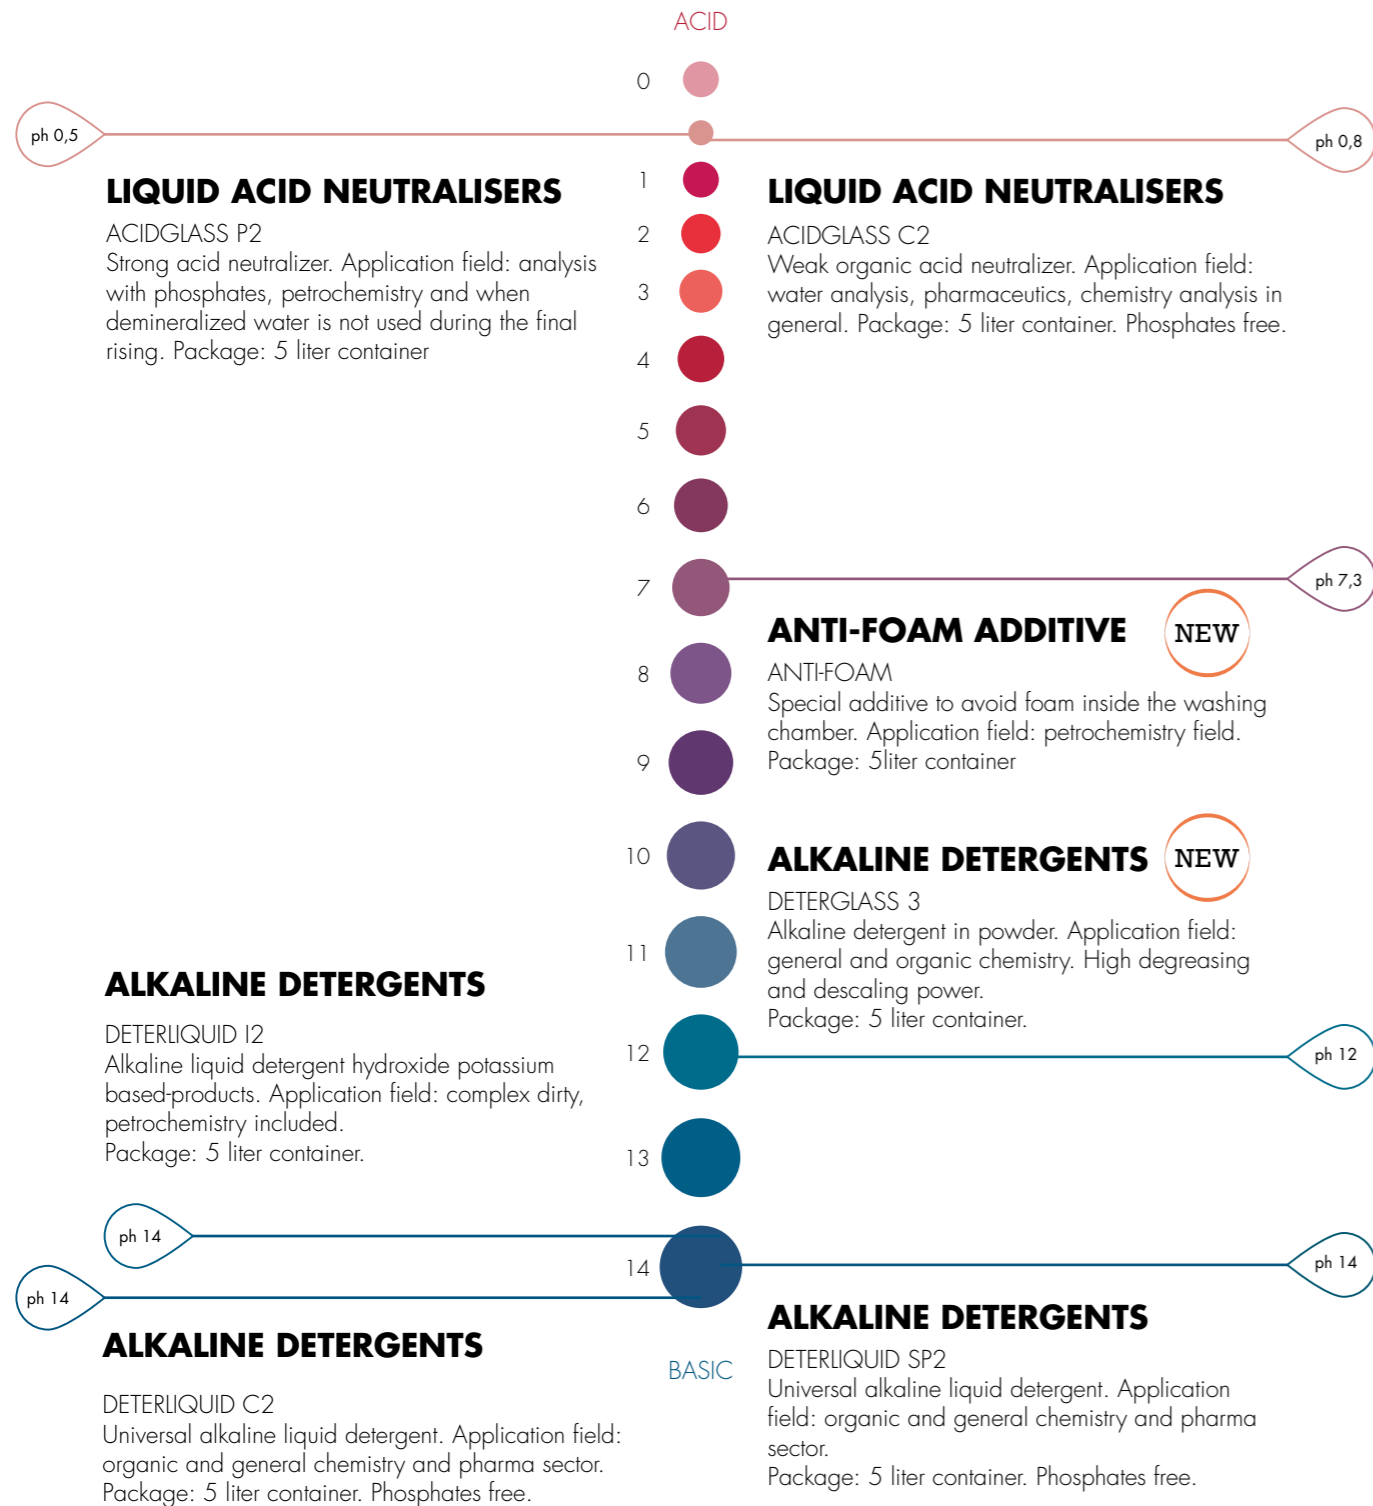 ACID
0
ph 0,5
ph 0,8
LIQUID ACID NEUTRALISERS
ACIDGLASS P2
Strong acid neutralizer. Application field: analysis
with phosphates, petrochemistry and when
demineralized water is not used during the final
rising. Package: 5 liter container
1
2
3
4
5
6
7
8
9
10
11
12
13
14
LIQUID ACID NEUTRALISERS
ACIDGLASS C2
Weak organic acid neutralizer. Application field:
water analysis, pharmaceutics, chemistry analysis in
general. Package: 5 liter container. Phosphates free.
ph 7,3
ANTI-FOAM ADDITIVE
NEW
ANTI-FOAM
Special additive to avoid foam inside the washing
chamber. Application field: petrochemistry field.
Package: 5liter container
ALKALINE DETERGENTS
NEW
DETERGLASS 3
Alkaline detergent in powder. Application field:
general and organic chemistry. High degreasing
and descaling power.
Package: 5 liter container.
ph 12
ALKALINE DETERGENTS
DETERLIQUID I2
Alkaline liquid detergent hydroxide potassium
based-products. Application field: complex dirty,
petrochemistry included.
Package: 5 liter container.
ph 14
ph 14
ALKALINE DETERGENTS
DETERLIQUID C2
Universal alkaline liquid detergent. Application field:
organic and general chemistry and pharma sector.
Package: 5 liter container. Phosphates free.
BASIC
ph 14
ALKALINE DETERGENTS
DETERLIQUID SP2
Universal alkaline liquid detergent. Application
field: organic and general chemistry and pharma
sector.
Package: 5 liter container. Phosphates free.